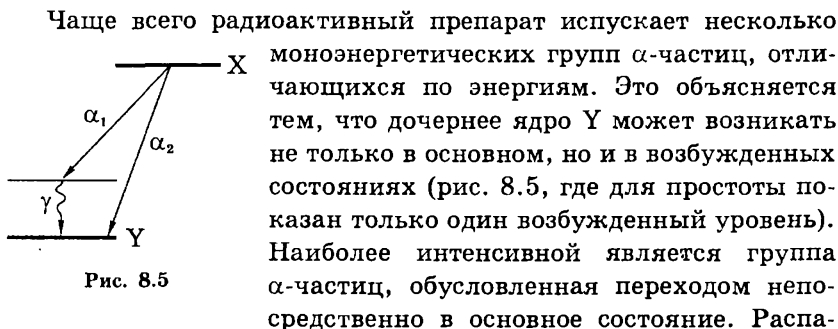 Чаще всего радиоактивный препарат испускает несколько
моноэнергетических групп α-частиц, отли-
чающихся по энергиям. Это объясняется
тем, что дочернее ядро Y может возникать
не только в основном, но и в возбужденных
состояниях (рис. 8.5, где для простоты по-
казан только один возбужденный уровень).
Наиболее интенсивной является группа
α-частиц, обусловленная переходом непо-
средственно в основное состояние. Распа-
X
α₁
α₂
γ
Y
Рис. 8.5